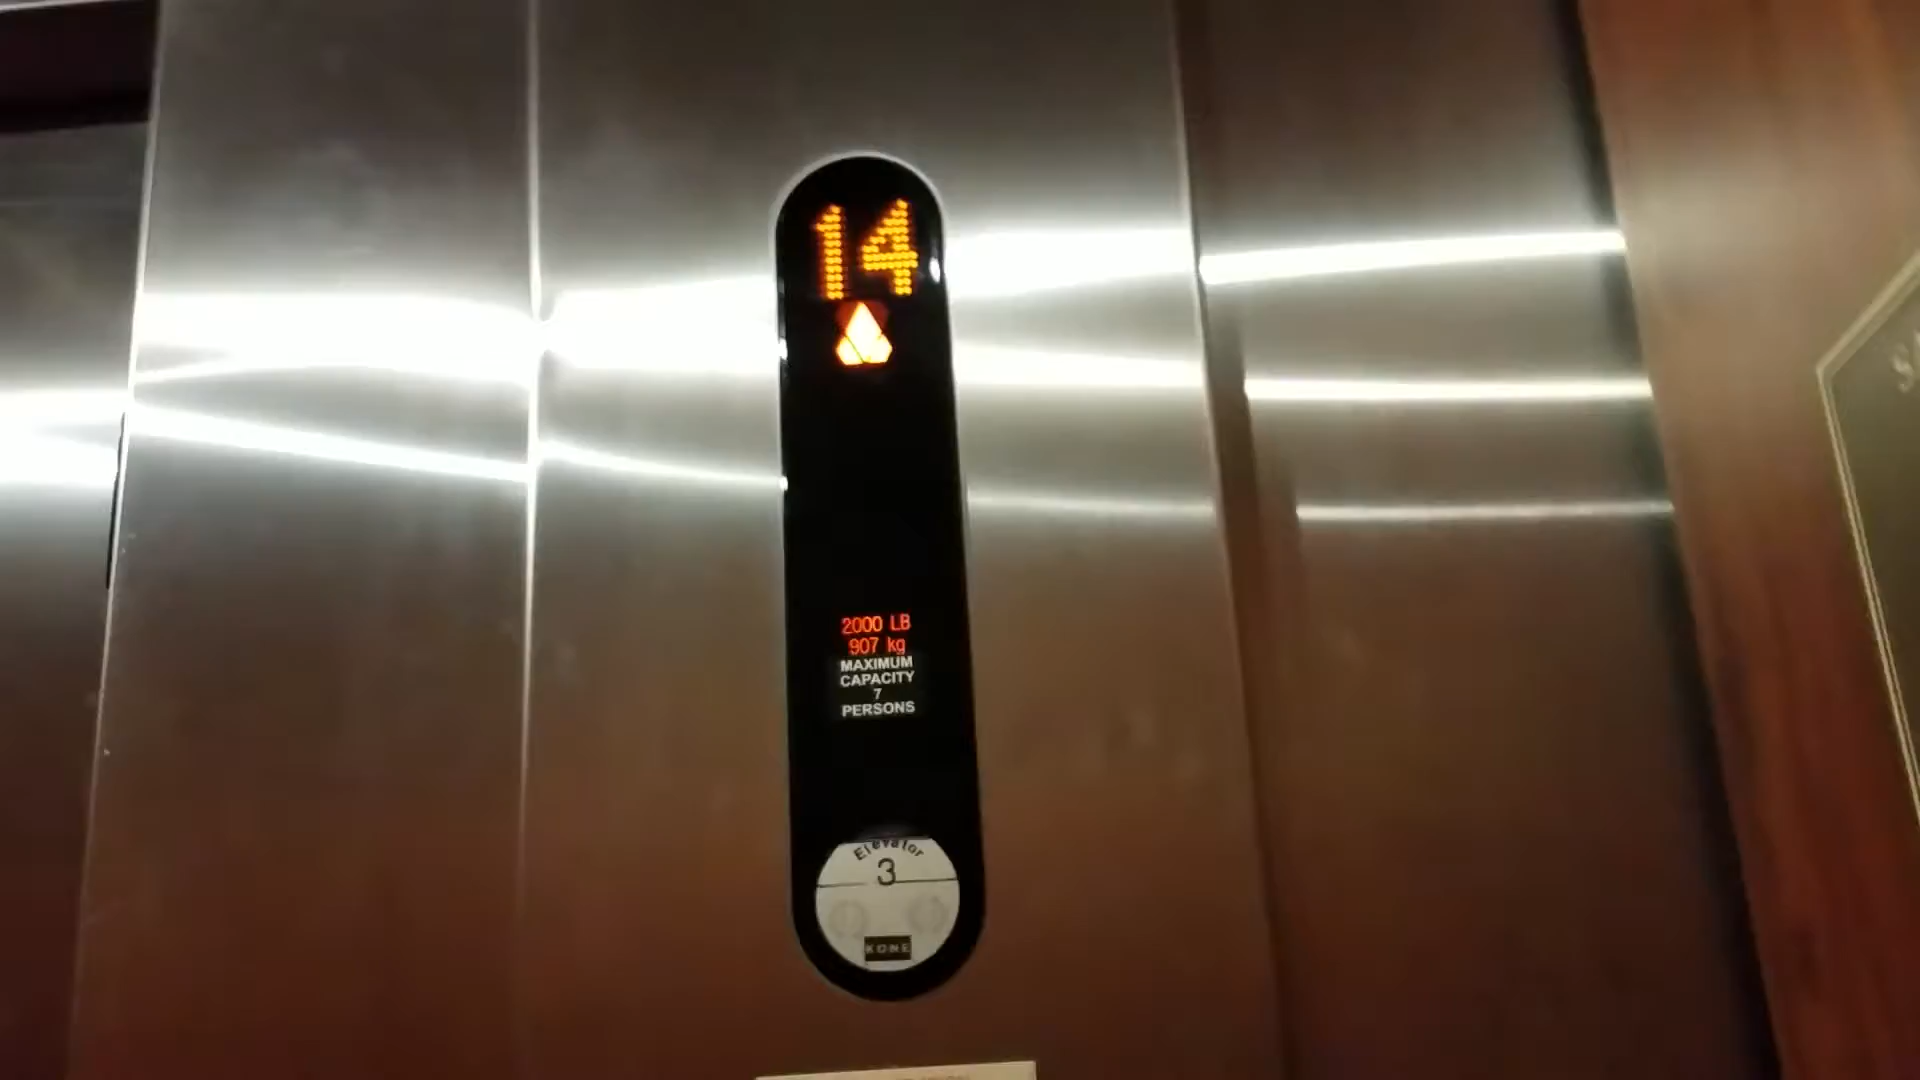 14
2000 LB
907 kg
MAXIMUM
CAPACITY
7
PERSONS
Elevator
3
KONE